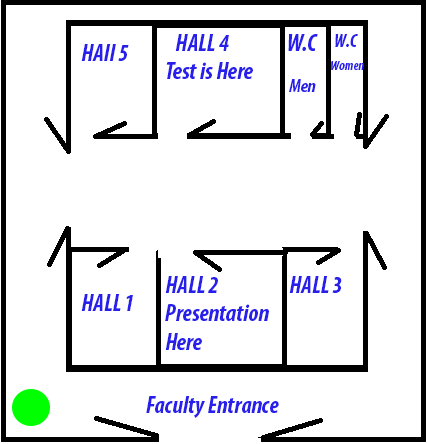 HAll 5
HALL 4
Test is Here
W.C
Men
W.C
Women
HALL 1
HALL 2
Presentation
Here
HALL 3
Faculty Entrance